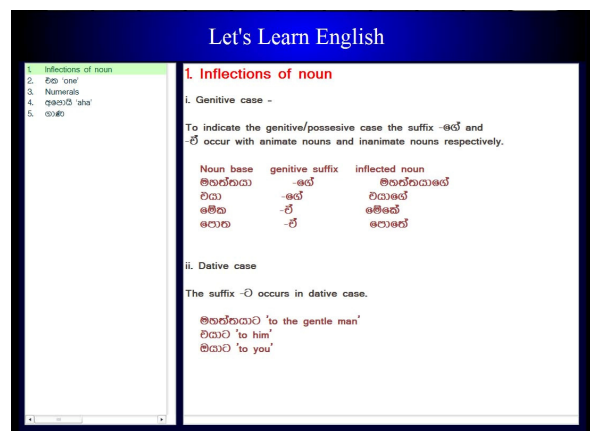 Let's Learn English
1. Inflections of noun
2. එක 'one'
3. Numerals
4. අපොයි 'aha'
5. ගාණ
1. Inflections of noun
i. Genitive case -
To indicate the genitive/possesive case the suffix -ගේ and
-ඒ occur with animate nouns and inanimate nouns respectively.
Noun base genitive suffix inflected noun
මහත්තයා -ගේ මහත්තයාගේ
එයා -ගේ එයාගේ
මේක -ඒ මේකේ
පොත -ඒ පොතේ
ii. Dative case
The suffix -ට occurs in dative case.
මහත්තයාට 'to the gentle man'
එයාට 'to him'
ඔයාට 'to you'